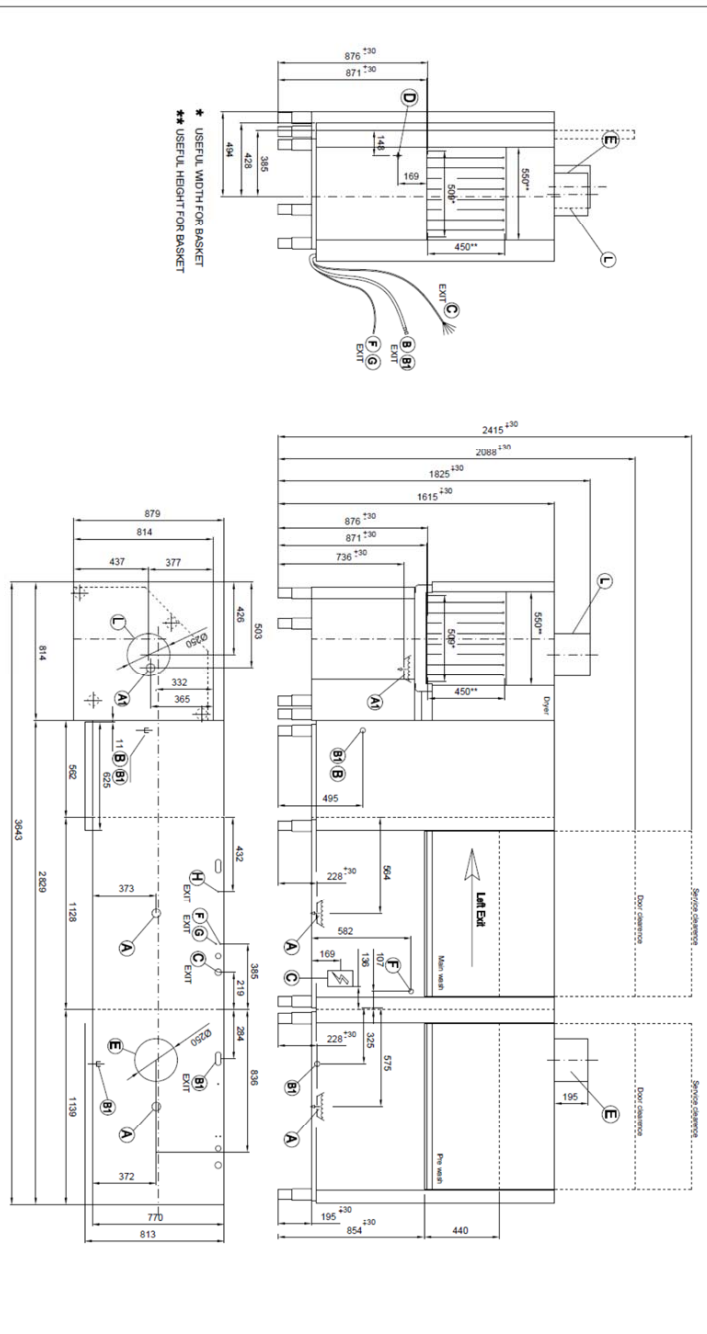 876 ±30
871 ±30
D
148
169
385
428
494
★ USEFUL WIDTH FOR BASKET
★★ USEFUL HEIGHT FOR BASKET
E
550**
509*
450**
L
C
EXIT
B B1
EXIT
F G
EXIT
2415 ±30
2088 ±30
1825 ±30
1615 ±30
876 ±30
871 ±30
736 ±30
L
550**
509*
450**
A1
Dryer
B1 B
495
564
228 ±30
A
582
169
C
136
107
F
Left Exit
Main wash
Door clearance
Service clearence
325
228 ±30
575
B1
A
195
E
Door clearance
Service clearence
Pre wash
195 ±30
854 ±30
440
879
814
437
377
426
503
L
Ø250
A1
332
365
814
11
B B1
562
625
432
3643
2829
373
H
EXIT
F G
EXIT
C
EXIT
1128
A
385
219
284
836
E
Ø250
B1
EXIT
B1
A
1139
372
770
813